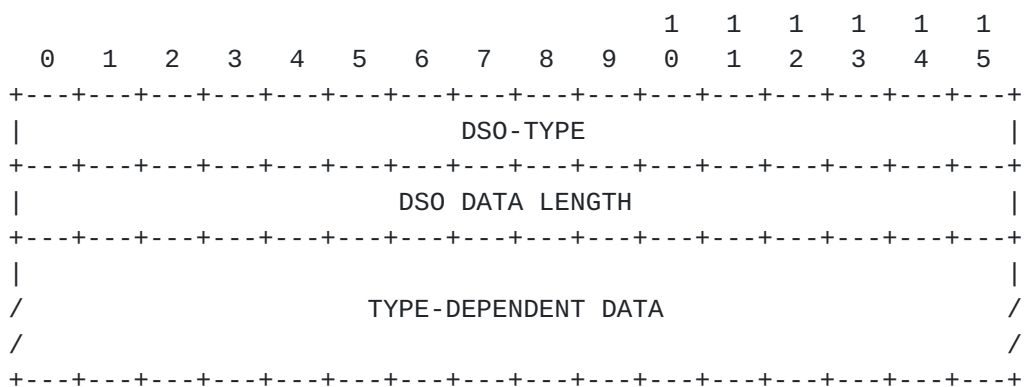 1   1   1   1   1   1
   0   1   2   3   4   5   6   7   8   9   0   1   2   3   4   5
 +---+---+---+---+---+---+---+---+---+---+---+---+---+---+---+---+
 |                            DSO-TYPE                           |
 +---+---+---+---+---+---+---+---+---+---+---+---+---+---+---+---+
 |                        DSO DATA LENGTH                        |
 +---+---+---+---+---+---+---+---+---+---+---+---+---+---+---+---+
 |                                                               |
 /                      TYPE-DEPENDENT DATA                      /
 /                                                               /
 +---+---+---+---+---+---+---+---+---+---+---+---+---+---+---+---+